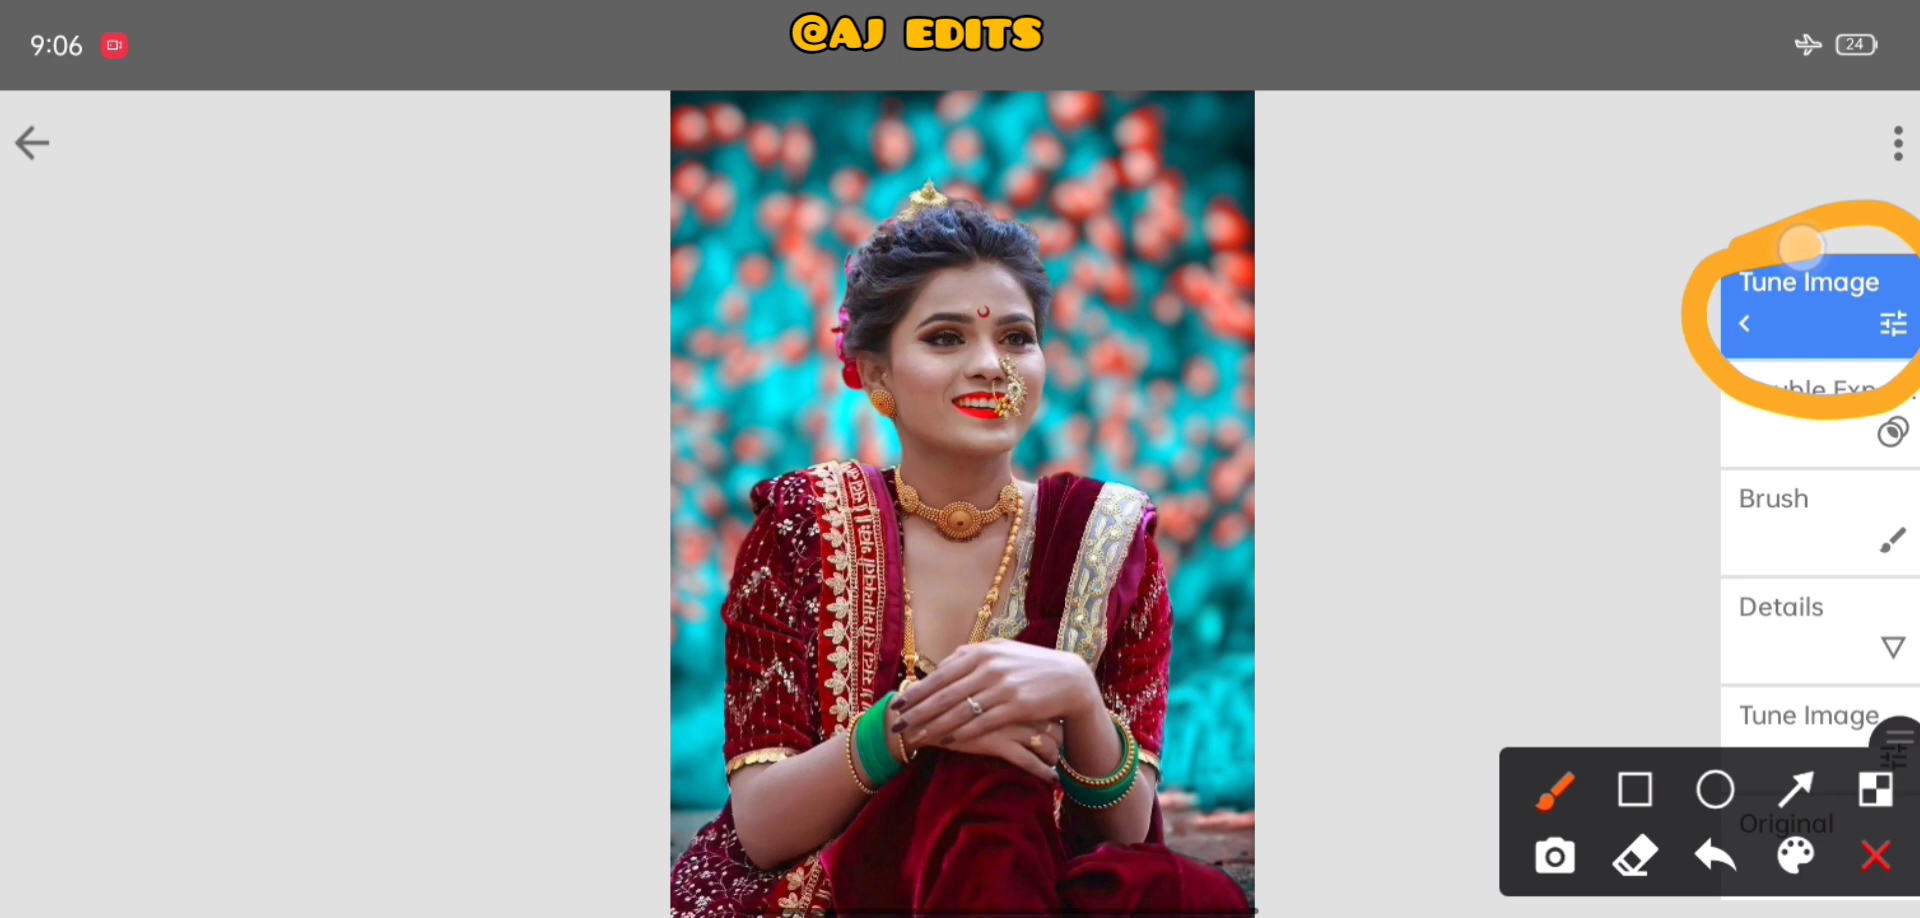 @AJ EDITS
9:06
24
Tune Image
Brush
Details
Tune Image
Original